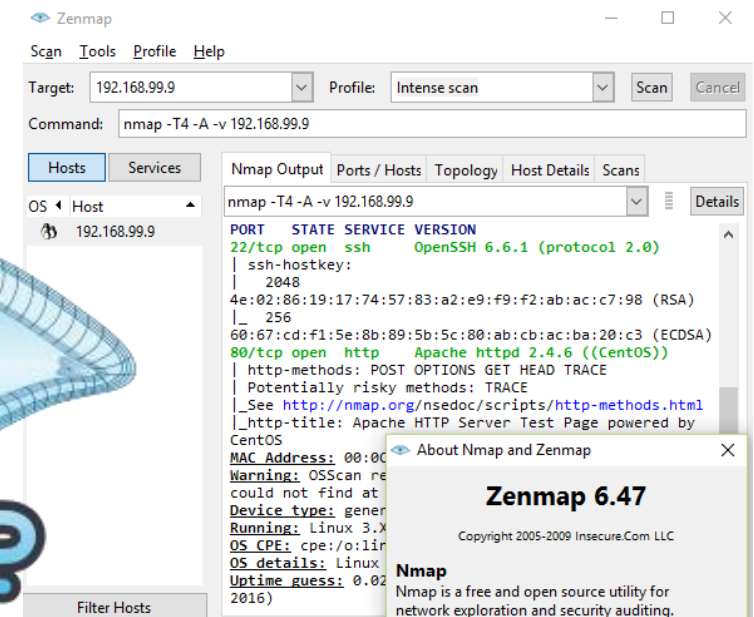 Zenmap
Scan Tools Profile Help
Target: 192.168.99.9 Profile: Intense scan Scan Cancel
Command: nmap -T4 -A -v 192.168.99.9
Hosts Services
Nmap Output Ports / Hosts Topology Host Details Scans
OS Host
192.168.99.9
nmap -T4 -A -v 192.168.99.9 Details
PORT STATE SERVICE VERSION
22/tcp open ssh OpenSSH 6.6.1 (protocol 2.0)
| ssh-hostkey:
| 2048
4e:02:86:19:17:74:57:83:a2:e9:f9:f2:ab:ac:c7:98 (RSA)
|_ 256
60:67:cd:f1:5e:8b:89:5b:5c:80:ab:cb:ac:ba:20:c3 (ECDSA)
80/tcp open http Apache httpd 2.4.6 ((CentOS))
| http-methods: POST OPTIONS GET HEAD TRACE
| Potentially risky methods: TRACE
|_See http://nmap.org/nsedoc/scripts/http-methods.html
|_http-title: Apache HTTP Server Test Page powered by
CentOS
MAC Address: 00:0C
Warning: OSScan re
could not find at
Device type: gener
Running: Linux 3.X
OS CPE: cpe:/o:lin
OS details: Linux
Uptime guess: 0.02
2016)
Filter Hosts
About Nmap and Zenmap
Zenmap 6.47
Copyright 2005-2009 Insecure.Com LLC
Nmap
Nmap is a free and open source utility for
network exploration and security auditing.